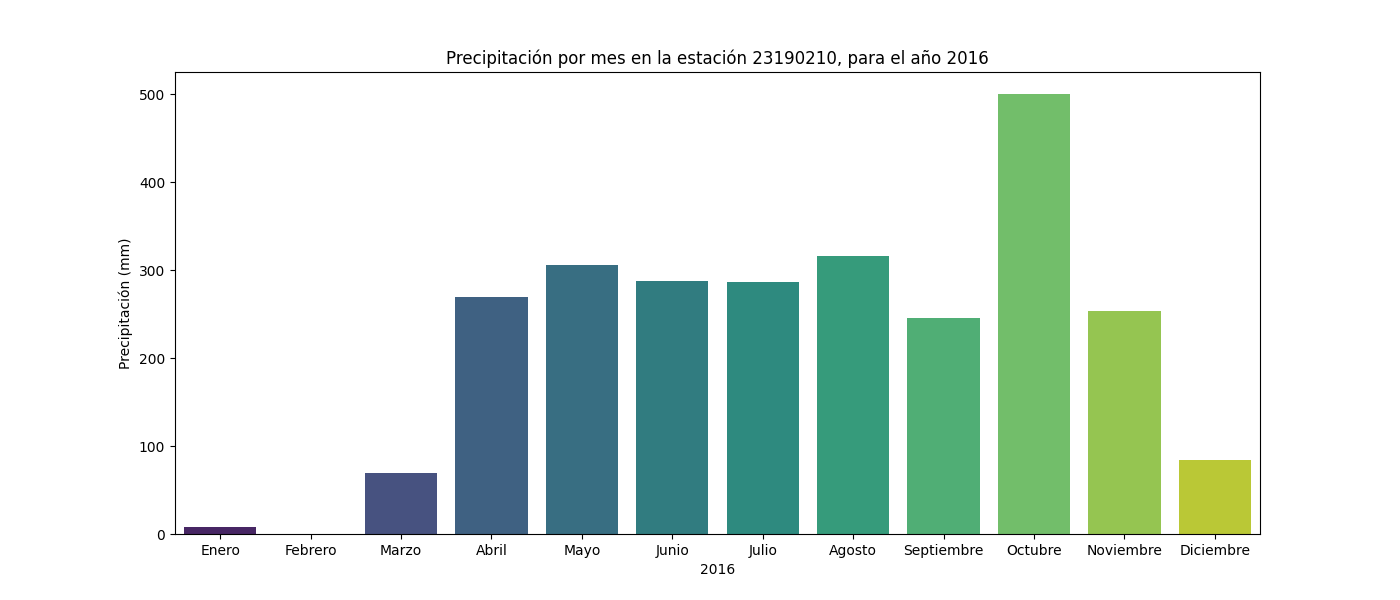 Precipitación por mes en la estación 23190210, para el año 2016
Precipitación (mm)
500
400
300
200
100
0
Enero Febrero Marzo Abril Mayo Junio Julio Agosto Septiembre Octubre Noviembre Diciembre
2016